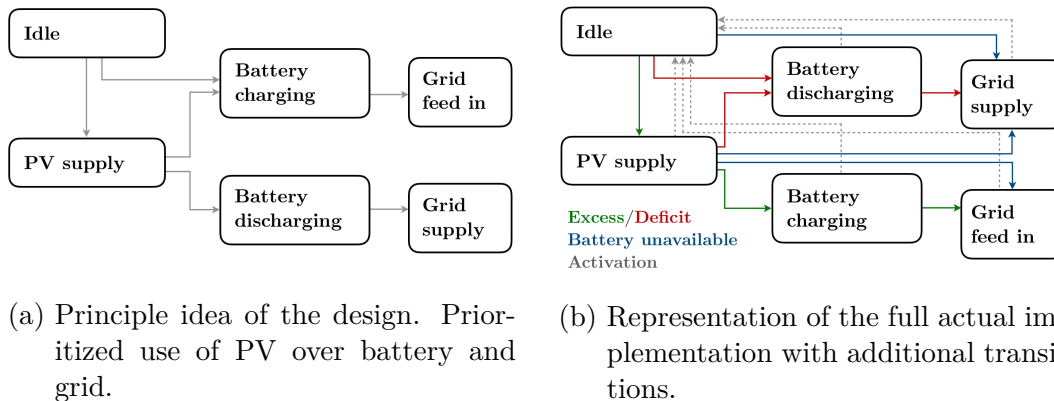 Idle
Battery
charging
Grid
feed in
PV supply
Battery
discharging
Grid
supply
(a) Principle idea of the design. Prior-
itized use of PV over battery and
grid.
Idle
Battery
discharging
Grid
supply
PV supply
Battery
charging
Grid
feed in
Excess/Deficit
Battery unavailable
Activation
(b) Representation of the full actual im
plementation with additional transi
tions.